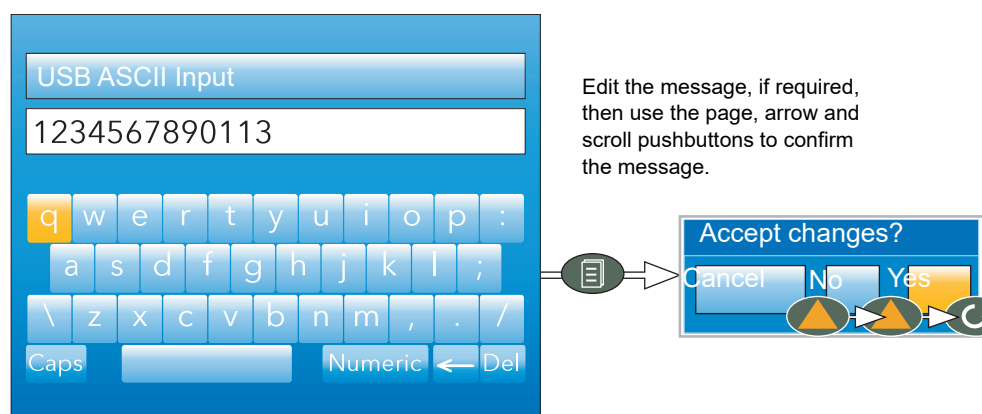 USB ASCII Input
1234567890113
q w e r t y u i o p :
a s d f g h j k l ;
\ z x c v b n m , . /
Caps Numeric ← Del
Edit the message, if required,
then use the page, arrow and
scroll pushbuttons to confirm
the message.
Accept changes?
Cancel No Yes